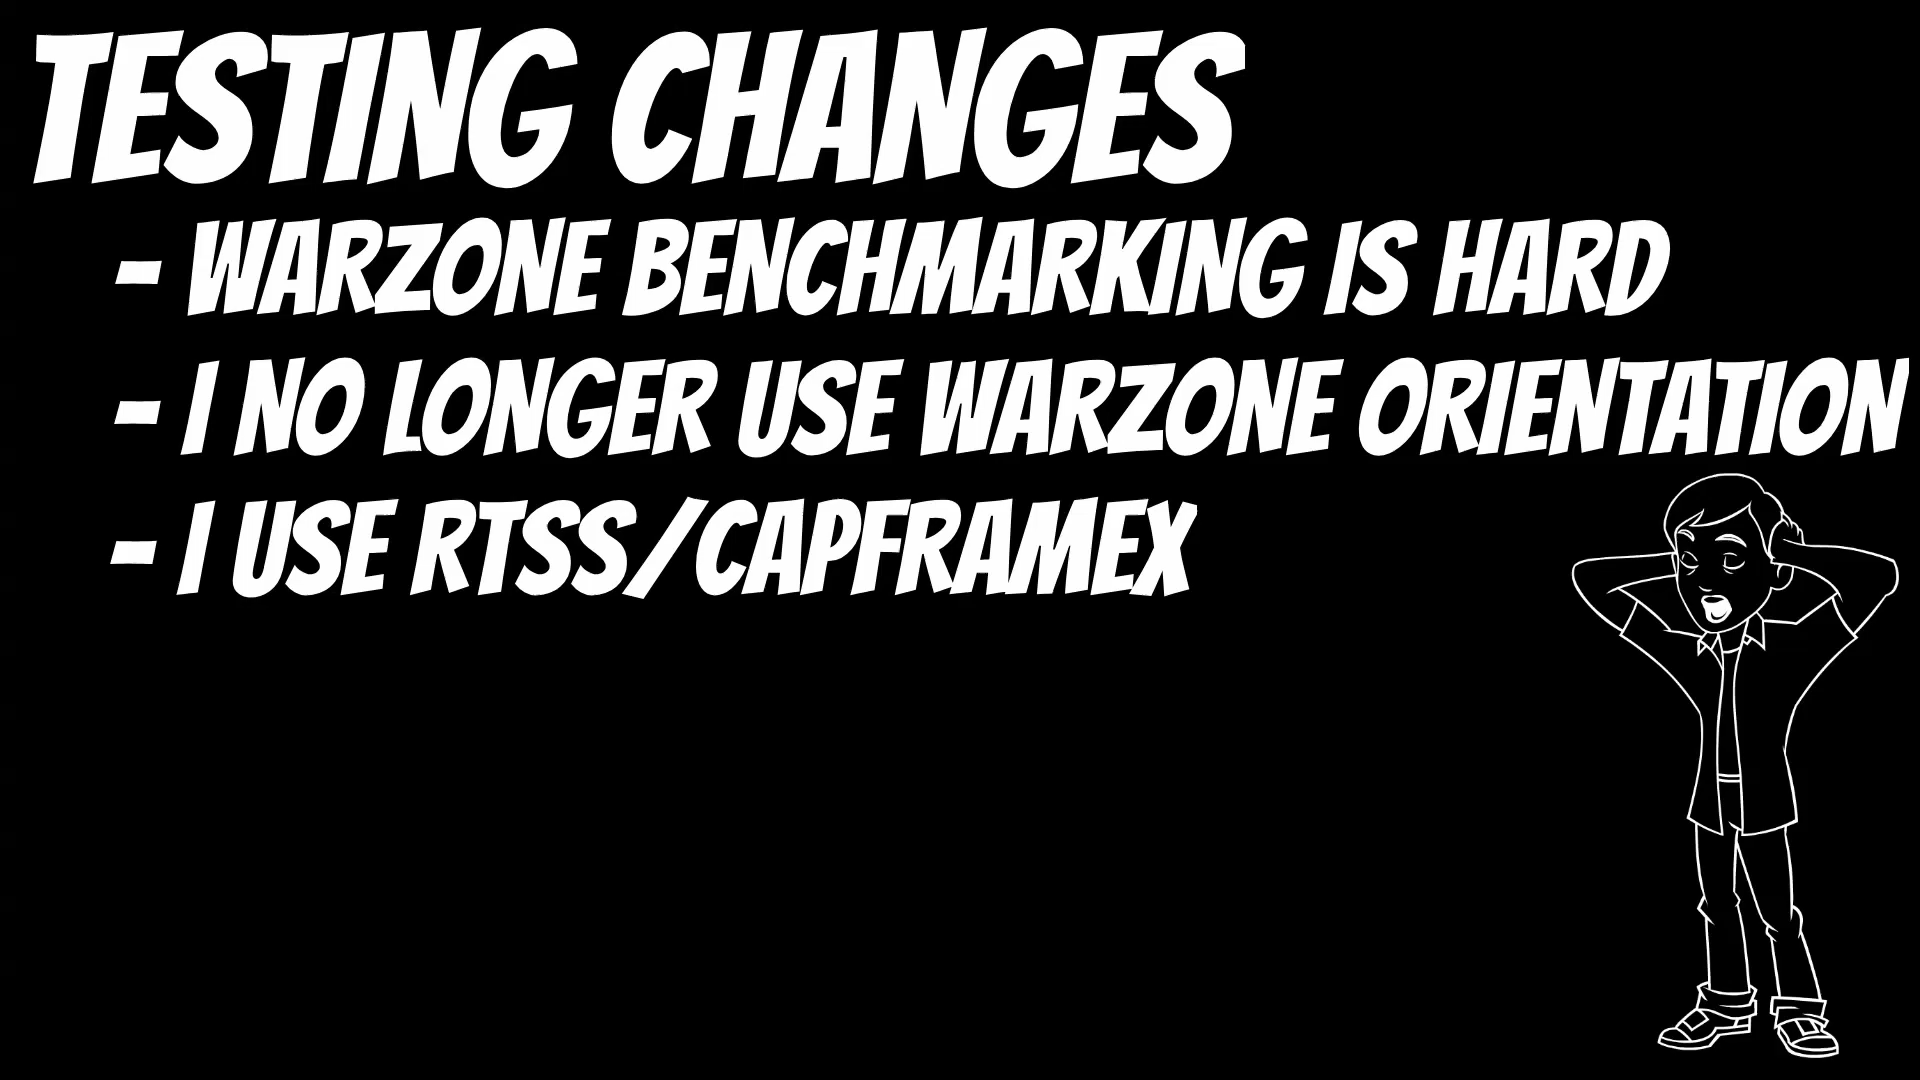 TESTING CHANGES
- WARZONE BENCHMARKING IS HARD
- I NO LONGER USE WARZONE ORIENTATION
- I USE RTSS/CAPFRAMEX